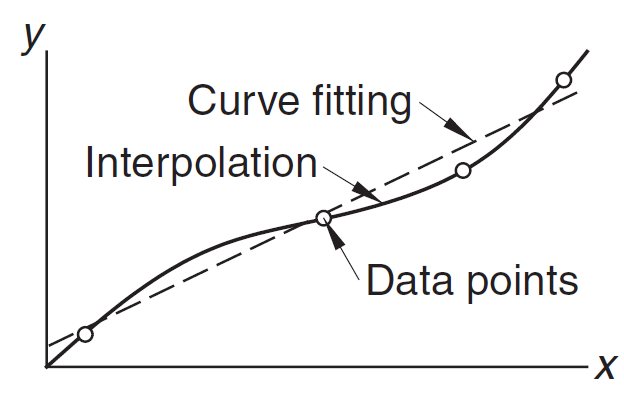 y
Curve fitting
Interpolation
Data points
x